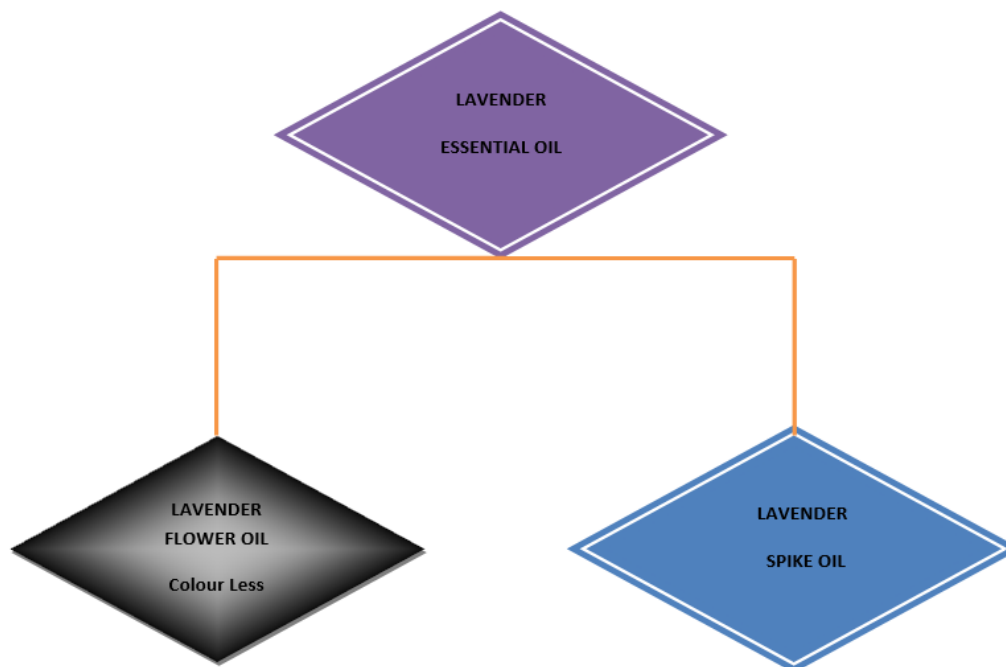 LAVENDER
ESSENTIAL OIL
LAVENDER
FLOWER OIL
Colour Less
LAVENDER
SPIKE OIL